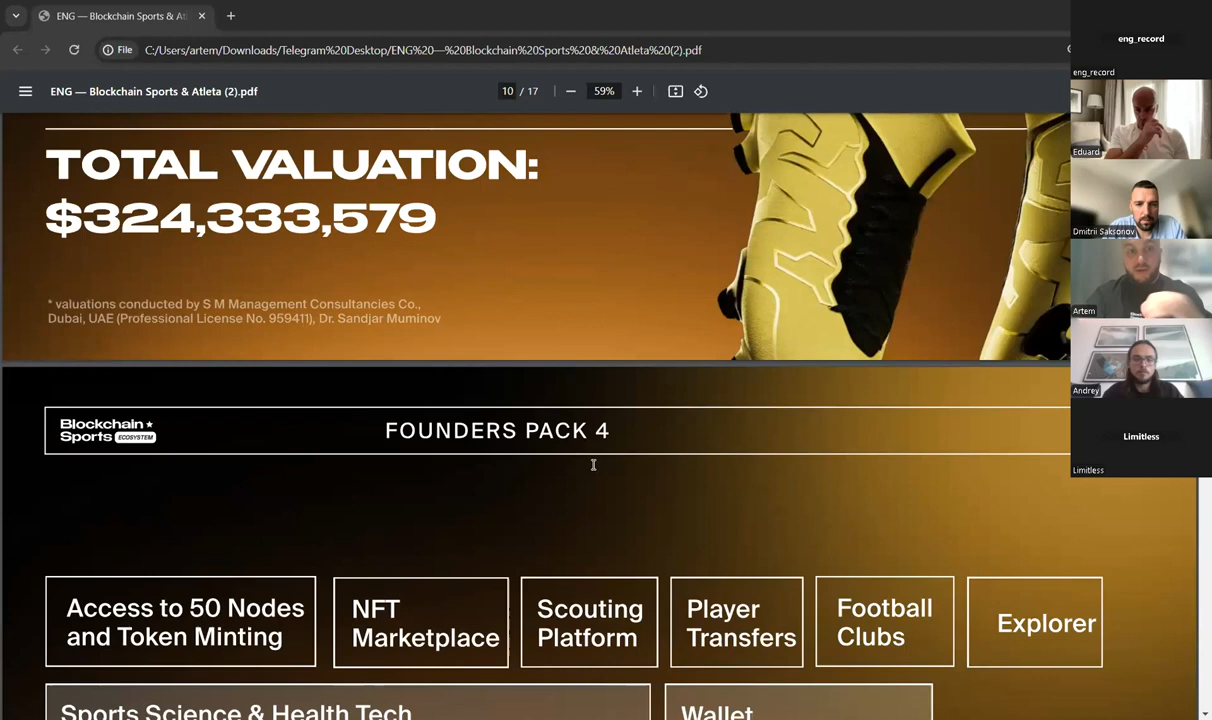 ENG — Blockchain Sports & Atl
File
C:/Users/artem/Downloads/Telegram%20Desktop/ENG%20—%20Blockchain%20Sports%20&%20Atleta%20(2).pdf
ENG — Blockchain Sports & Atleta (2).pdf
10 / 17
59%
TOTAL VALUATION:
$324,333,579
* valuations conducted by S M Management Consultancies Co.,
Dubai, UAE (Professional License No. 959411), Dr. Sandjar Muminov
Blockchain
Sports ECOSYSTEM
FOUNDERS PACK 4
Access to 50 Nodes
and Token Minting
NFT
Marketplace
Scouting
Platform
Player
Transfers
Football
Clubs
Explorer
Sports Science & Health Tech
Wallet
eng_record
eng_record
Eduard
Dmitrii Saksonov
Artem
Andrey
Limitless
Limitless